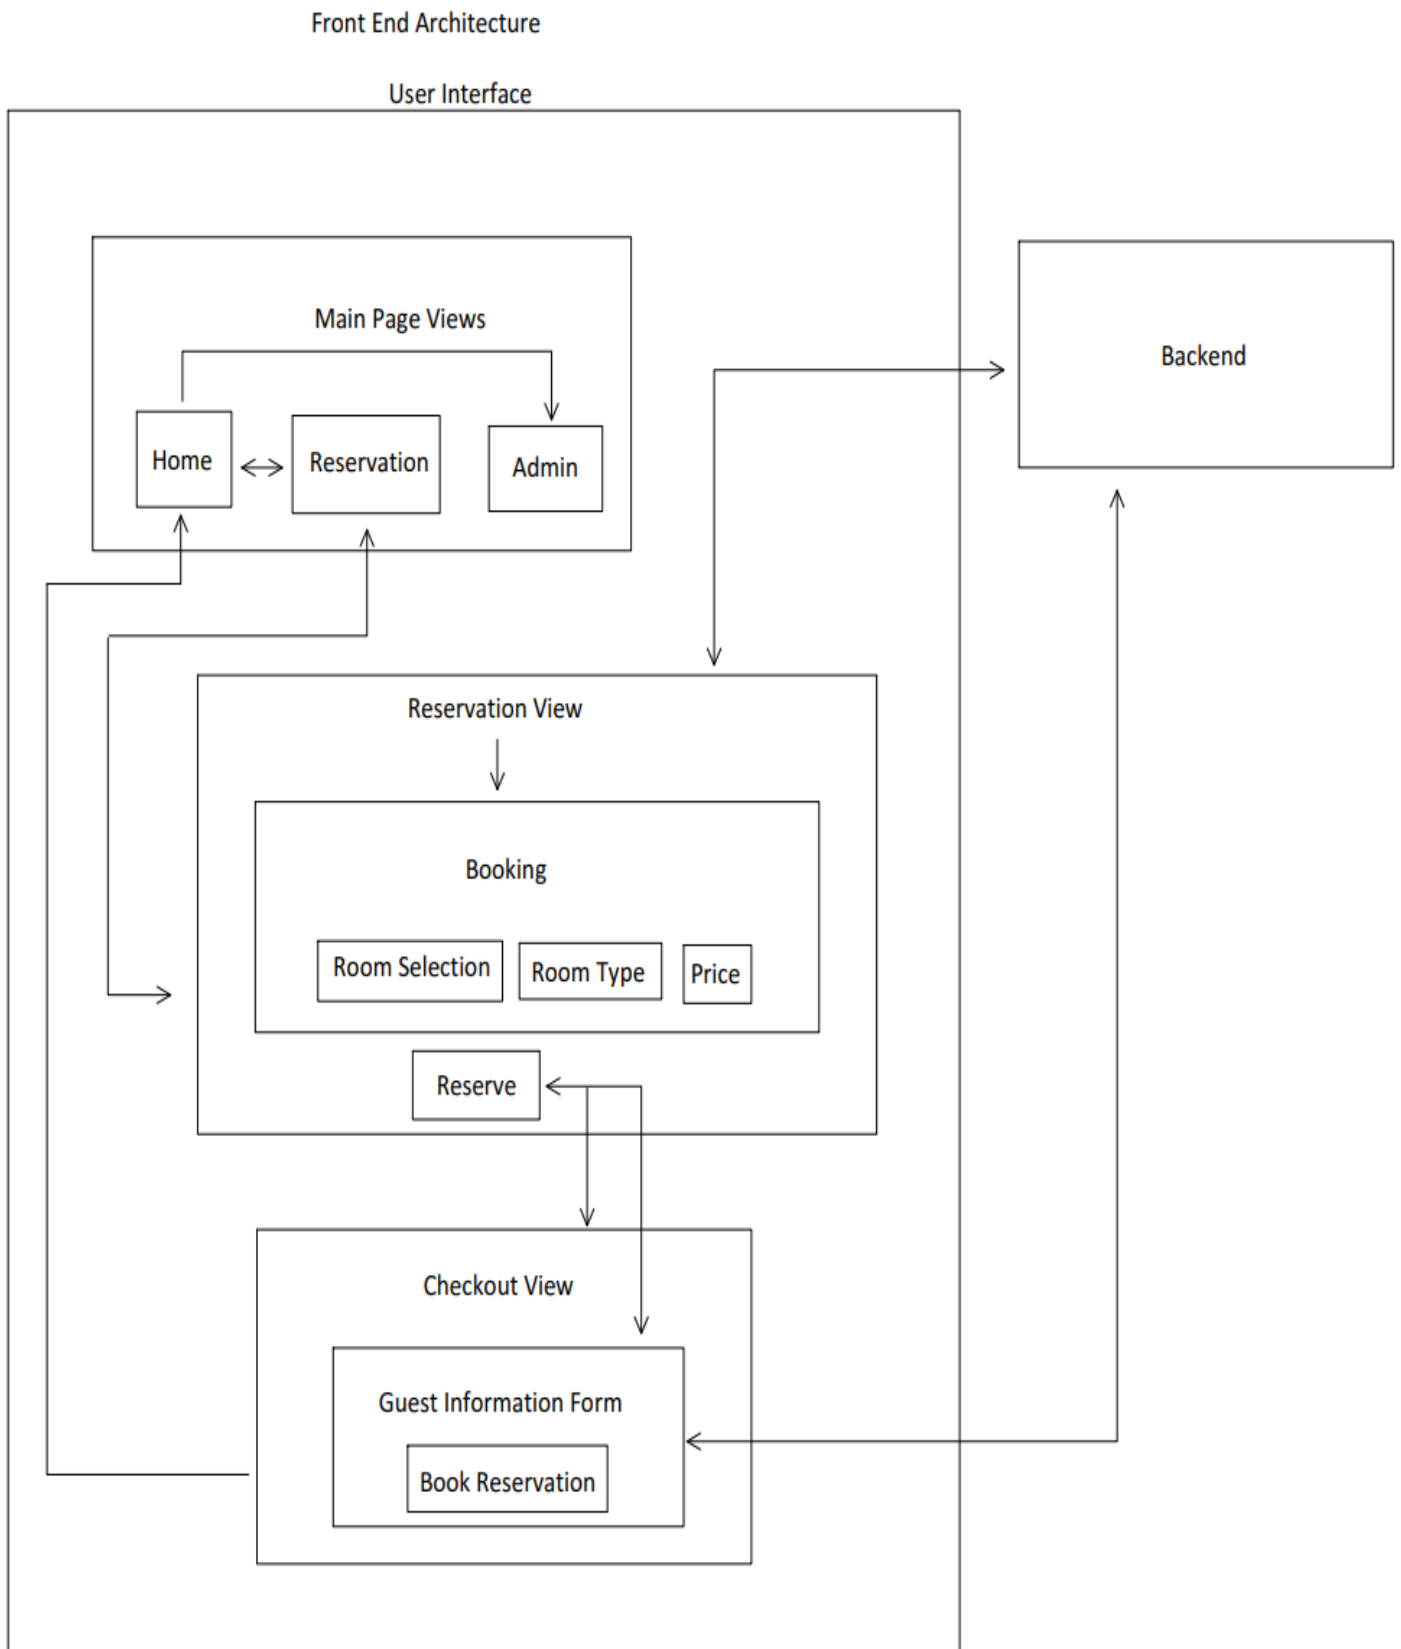 Front End Architecture
User Interface
Main Page Views
Backend
Home
Reservation
Admin
Reservation View
Booking
Room Selection
Room Type
Price
Reserve
Checkout View
Guest Information Form
Book Reservation